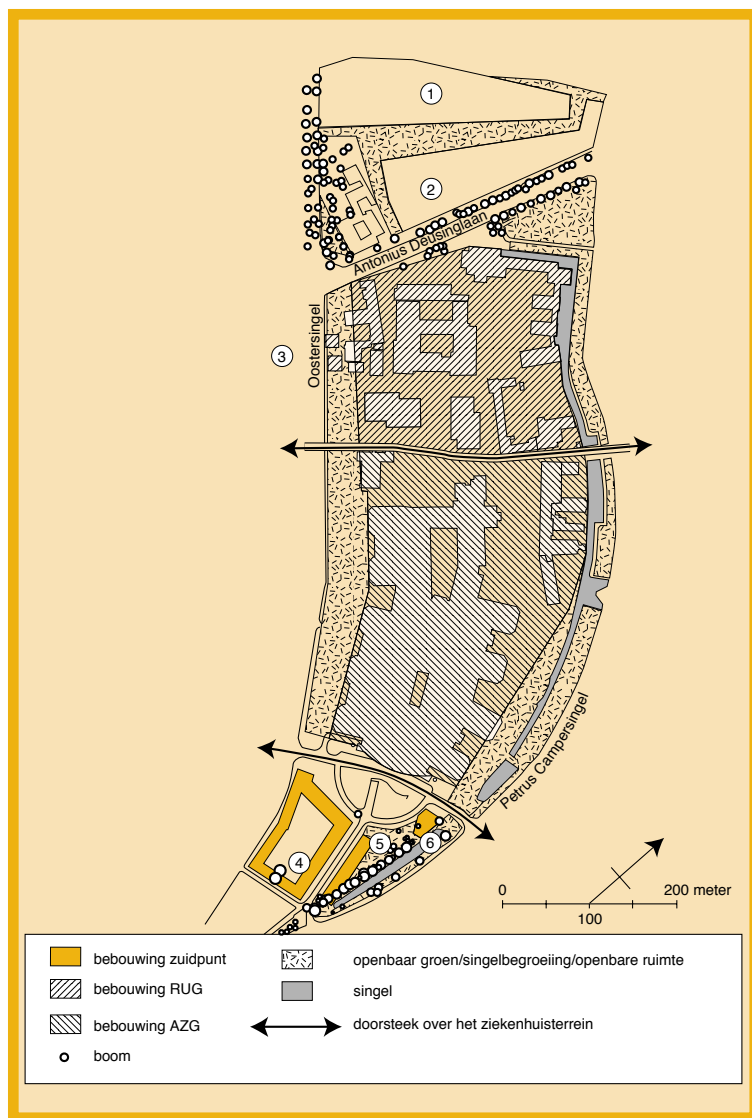 1
2
Antonius Deusinglaan
Oostersingel
3
Petrus Campersingel
4
5
6
0
200 meter
100
bebouwing zuidpunt
openbaar groen/singelbegroeiing/openbare ruimte
bebouwing RUG
singel
bebouwing AZG
doorsteek over het ziekenhuisterrein
boom